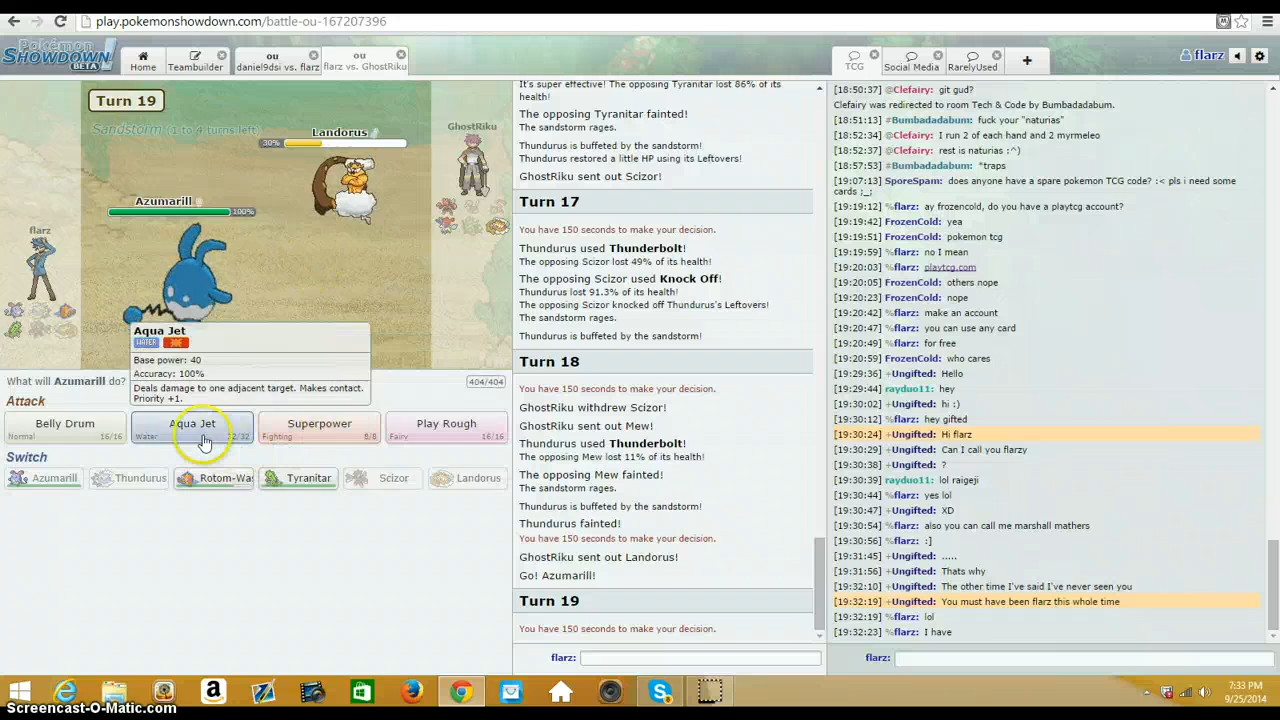 play.pokemonshowdown.com/battle-ou-167207396
Pokémon
SHOWDOWN
BETA
Home
Teambuilder
ou
daniel9dsi vs. flarz
ou
flarz vs. GhostRiku
TCG
Social Media
RarelyUsed
+
flarz
Turn 19
Sandstorm (1 to 4 turns left)
Landorus
30%
GhostRiku
Azumarill
100%
flarz
Aqua Jet
WATER
Base power: 40
Accuracy: 100%
Deals damage to one adjacent target. Makes contact.
Priority +1.
What will Azumarill do?
404/404
Attack
Belly Drum
Normal 16/16
Aqua Jet
Water 32/32
Superpower
Fighting 8/8
Play Rough
Fairy 16/16
Switch
Azumarill
Thundurus
Rotom-Was
Tyranitar
Scizor
Landorus
It's super effective! The opposing Tyranitar lost 86% of its
health!
The opposing Tyranitar fainted!
The sandstorm rages.
Thundurus is buffeted by the sandstorm!
Thundurus restored a little HP using its Leftovers!
GhostRiku sent out Scizor!
Turn 17
You have 150 seconds to make your decision.
Thundurus used Thunderbolt!
The opposing Scizor lost 49% of its health!
The opposing Scizor used Knock Off!
Thundurus lost 91.3% of its health!
The opposing Scizor knocked off Thundurus's Leftovers!
The sandstorm rages.
Thundurus is buffeted by the sandstorm!
Turn 18
You have 150 seconds to make your decision.
GhostRiku withdrew Scizor!
GhostRiku sent out Mew!
Thundurus used Thunderbolt!
The opposing Mew lost 11% of its health!
The opposing Mew fainted!
The sandstorm rages.
Thundurus is buffeted by the sandstorm!
Thundurus fainted!
You have 150 seconds to make your decision.
GhostRiku sent out Landorus!
Go! Azumarill!
Turn 19
You have 150 seconds to make your decision.
flarz:
[18:50:37] @Clefairy: git gud?
Clefairy was redirected to room Tech & Code by Bumbadadabum.
[18:51:13] #Bumbadadabum: fuck your "naturias"
[18:52:34] @Clefairy: I run 2 of each hand and 2 myrmeleo
[18:52:37] @Clefairy: rest is naturias :^)
[18:57:53] #Bumbadadabum: *traps
[19:07:13] SporeSpam: does anyone have a spare pokemon TCG code? :< pls i need some
cards ;_;
[19:19:12] %flarz: ay frozencold, do you have a playtcg account?
[19:19:42] FrozenCold: yea
[19:19:51] FrozenCold: pokemon tcg
[19:19:59] %flarz: no I mean
[19:20:03] %flarz: playtcg.com
[19:20:05] FrozenCold: others nope
[19:20:23] FrozenCold: nope
[19:20:42] %flarz: make an account
[19:20:47] %flarz: you can use any card
[19:20:49] %flarz: for free
[19:20:59] FrozenCold: who cares
[19:29:36] +Ungifted: Hello
[19:29:44] rayduo11: hey
[19:30:02] +Ungifted: hi :)
[19:30:12] %flarz: hey gifted
[19:30:24] +Ungifted: Hi flarz
[19:30:29] +Ungifted: Can I call you flarzy
[19:30:38] +Ungifted: ?
[19:30:39] rayduo11: lol raigeji
[19:30:44] %flarz: yes lol
[19:30:47] +Ungifted: XD
[19:30:54] %flarz: also you can call me marshall mathers
[19:30:56] %flarz: :]
[19:31:45] +Ungifted: .....
[19:31:56] +Ungifted: Thats why
[19:32:10] +Ungifted: The other time I've said I've never seen you
[19:32:19] +Ungifted: You must have been flarz this whole time
[19:32:19] %flarz: lol
[19:32:23] %flarz: I have
flarz:
Screencast-O-Matic.com
7:33 PM
9/25/2014